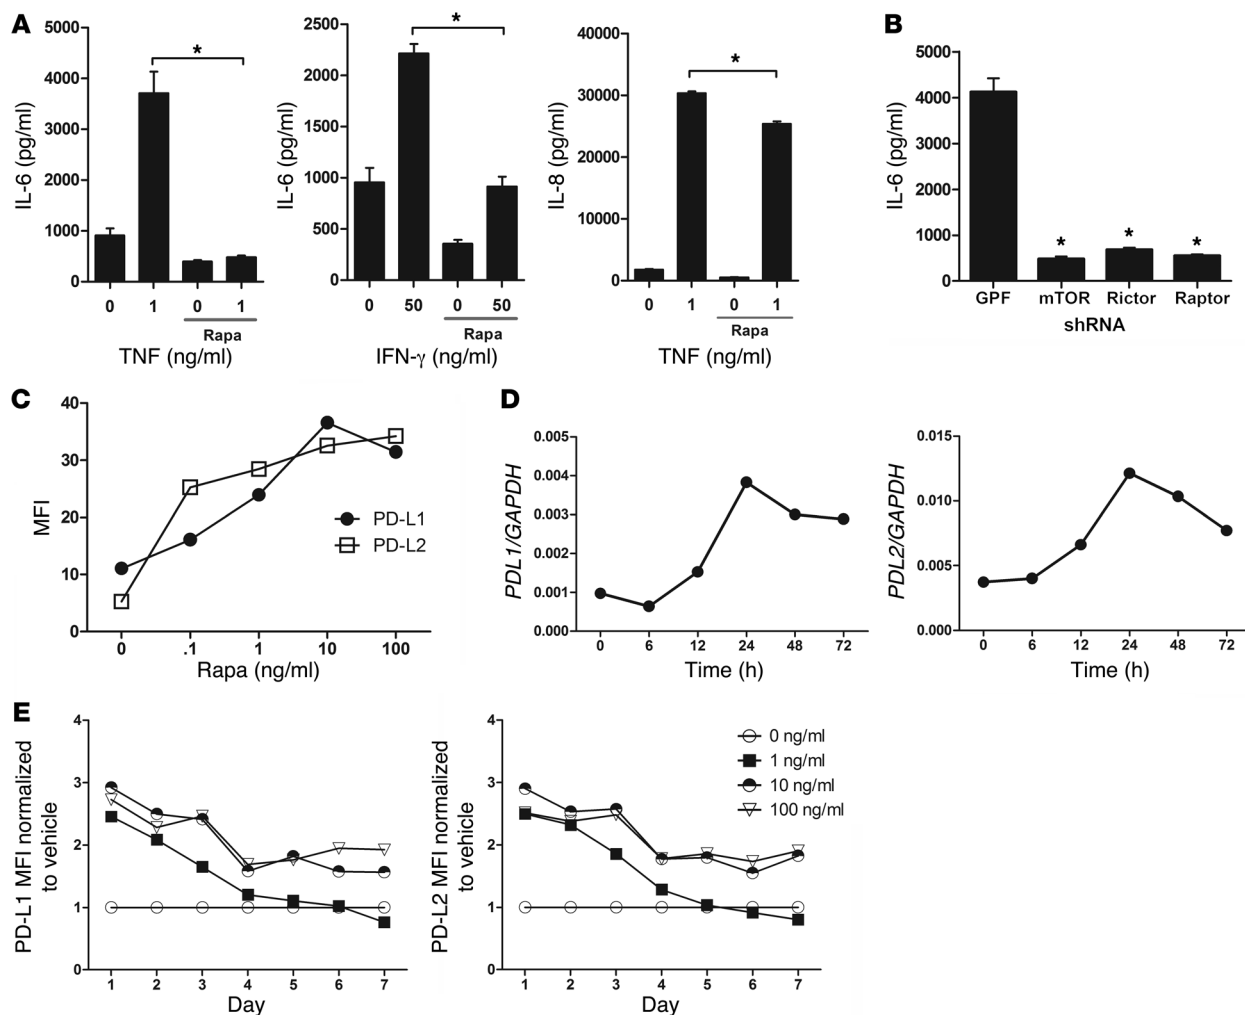 A
5000
4000
3000
2000
1000
0
IL-6 (pg/ml)
*
0 1 0 1
Rapa
TNF (ng/ml)
2500
2000
1500
1000
500
0
IL-6 (pg/ml)
*
0 50 0 50
Rapa
IFN-γ (ng/ml)
40000
30000
20000
10000
0
IL-8 (pg/ml)
*
0 1 0 1
Rapa
TNF (ng/ml)
B
5000
4000
3000
2000
1000
0
IL-6 (pg/ml)
* * *
GPF mTOR Rictor Raptor
shRNA
C
40
30
20
10
0
MFI
PD-L1
PD-L2
0 .1 1 10 100
Rapa (ng/ml)
D
0.005
0.004
0.003
0.002
0.001
0.000
PDL1/GAPDH
0 6 12 24 48 72
Time (h)
0.015
0.010
0.005
0.000
PDL2/GAPDH
0 6 12 24 48 72
Time (h)
E
4
3
2
1
0
PD-L1 MFI normalized
to vehicle
1 2 3 4 5 6 7
Day
4
3
2
1
0
PD-L2 MFI normalized
to vehicle
0 ng/ml
1 ng/ml
10 ng/ml
100 ng/ml
1 2 3 4 5 6 7
Day